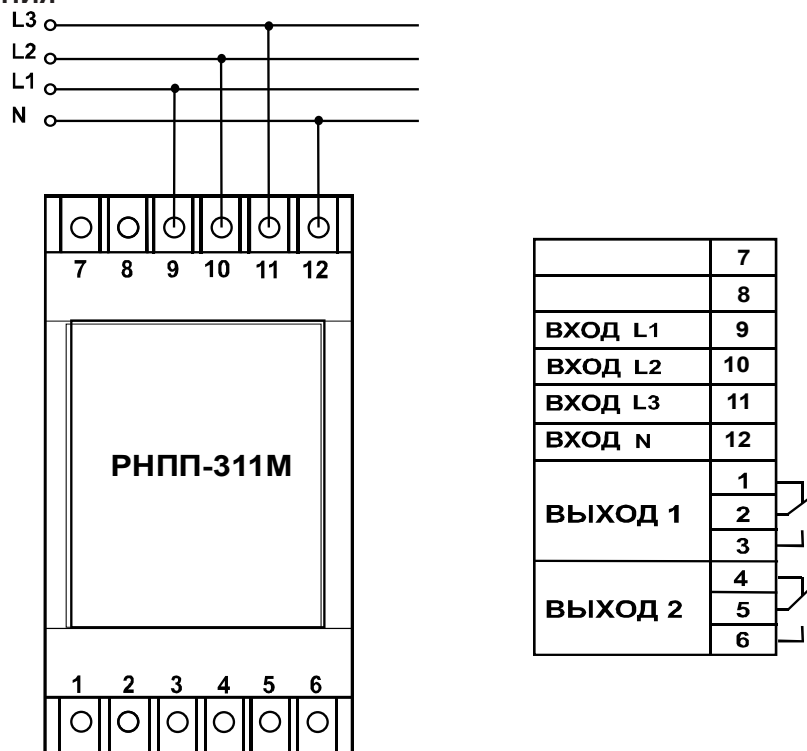 L3
L2
L1
N
7 8 9 10 11 12
РНПП-311М
1 2 3 4 5 6
7
8
ВХОД L1 9
ВХОД L2 10
ВХОД L3 11
ВХОД N 12
ВЫХОД 1
1
2
3
ВЫХОД 2
4
5
6